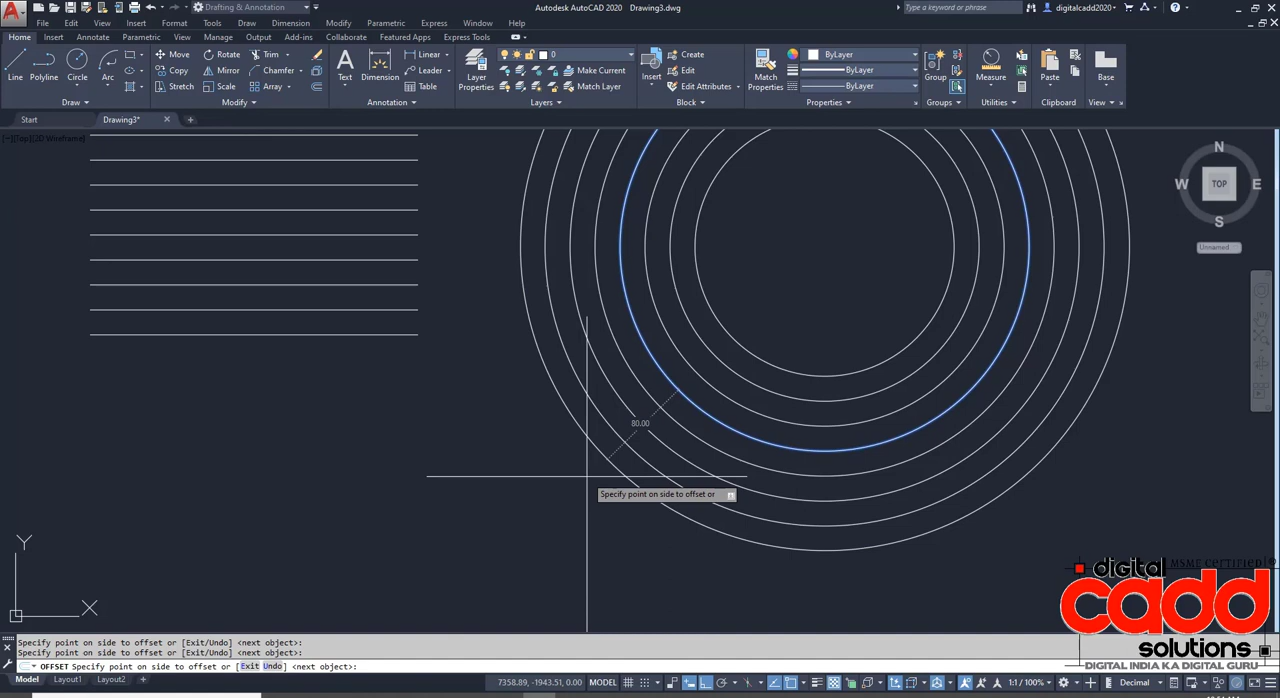 Drafting & Annotation
Autodesk AutoCAD 2020 Drawing3.dwg
Type a keyword or phrase
digitalcadd2020
File Edit View Insert Format Tools Draw Dimension Modify Parametric Express Window Help
Home Insert Annotate Parametric View Manage Output Add-ins Collaborate Featured Apps Express Tools
Line Polyline Circle Arc
Move Rotate Trim
Copy Mirror Chamfer
Stretch Scale Array
Text Dimension
Linear
Leader
Table
Layer Properties
0
Make Current
Match Layer
Insert
Create
Edit
Edit Attributes
Match Properties
ByLayer
ByLayer
ByLayer
Group
Measure
Paste
Base
Draw Modify Annotation Layers Block Properties Groups Utilities Clipboard View
Start Drawing3*
[−][Top][2D Wireframe]
N
W TOP E
S
Unnamed
80.00
Specify point on side to offset or
Y
X
MSME Certified!®
digital
cadd
solutions
DIGITAL INDIA KA DIGITAL GURU
Specify point on side to offset or [Exit/Undo] <next object>:
Specify point on side to offset or [Exit/Undo] <next object>:
OFFSET Specify point on side to offset or [Exit Undo] <next object>:
Model Layout1 Layout2
7358.89, -1943.51, 0.00 MODEL
1:1 / 100%
Decimal